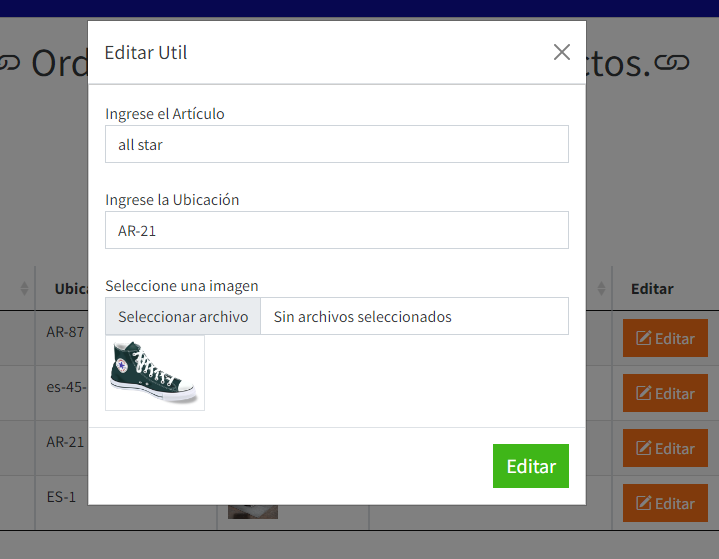 Ord
ctos.
Editar Util
Ingrese el Artículo
all star
Ingrese la Ubicación
AR-21
Seleccione una imagen
Seleccionar archivo Sin archivos seleccionados
Editar
Ubic
Editar
AR-87
Editar
es-45-
Editar
AR-21
Editar
ES-1
Editar